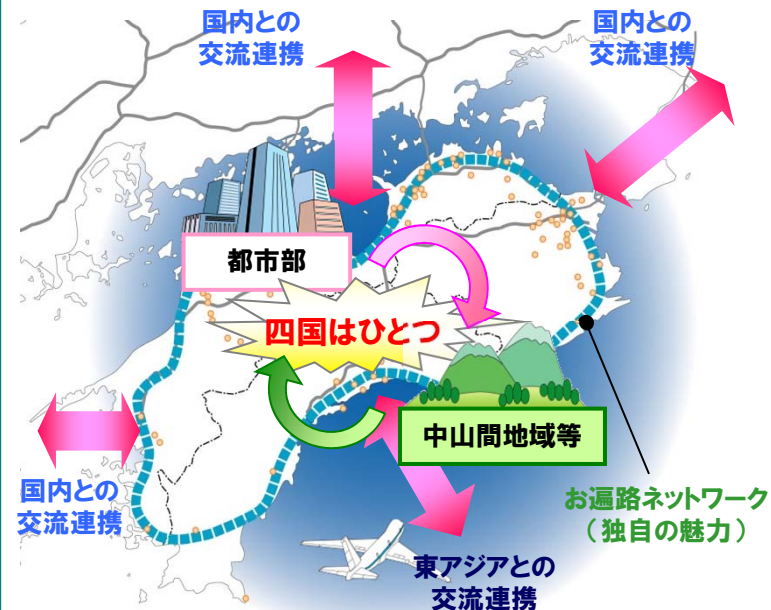 国内との
交流連携
国内との
交流連携
都市部
四国はひとつ
中山間地域等
国内との
交流連携
お遍路ネットワーク
（独自の魅力）
東アジアとの
交流連携